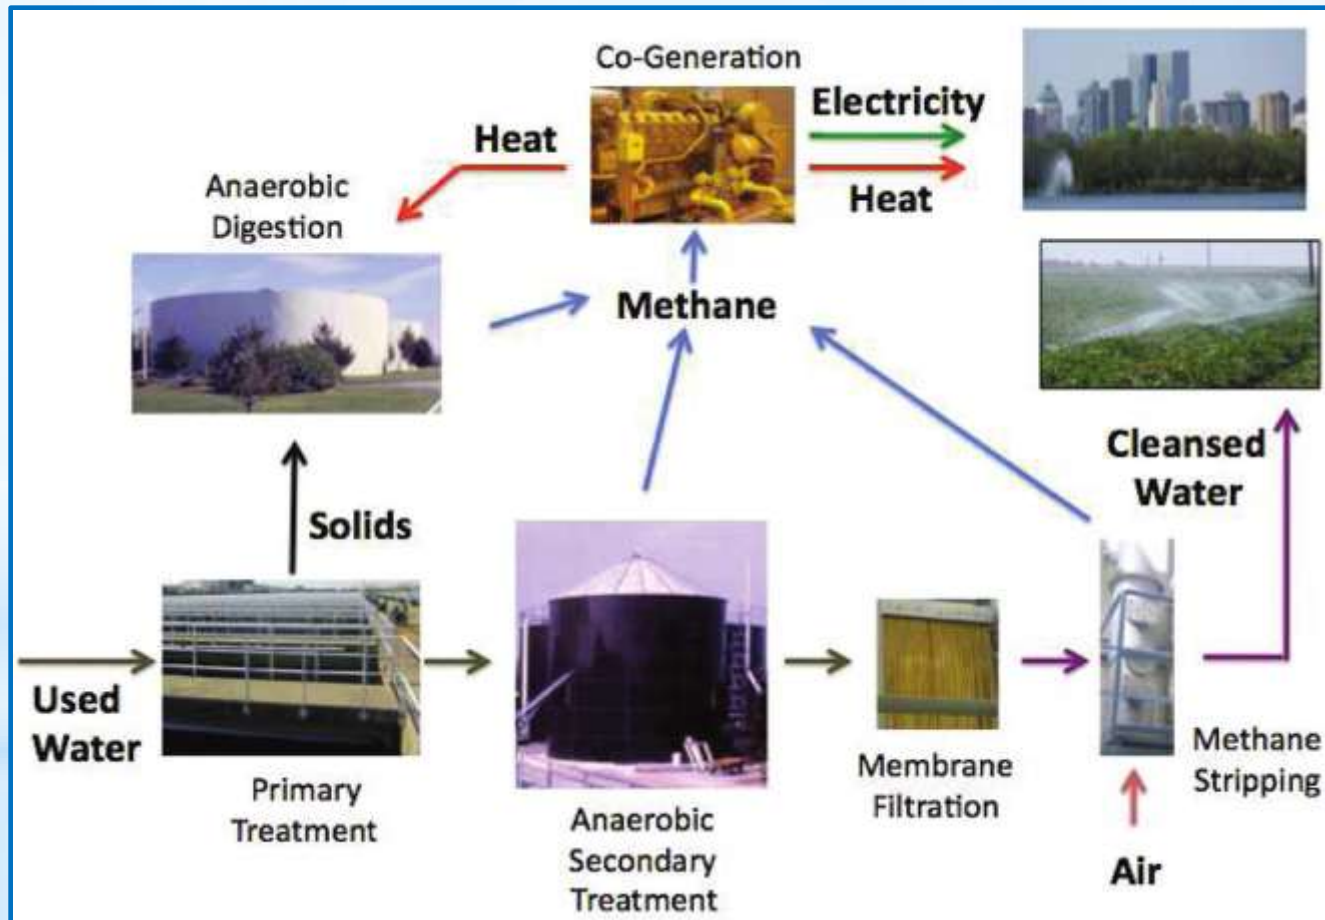 Co-Generation
Electricity
Heat
Heat
Anaerobic
Digestion
Methane
Cleansed
Water
Solids
Used
Water
Primary
Treatment
Anaerobic
Secondary
Treatment
Membrane
Filtration
Methane
Stripping
Air